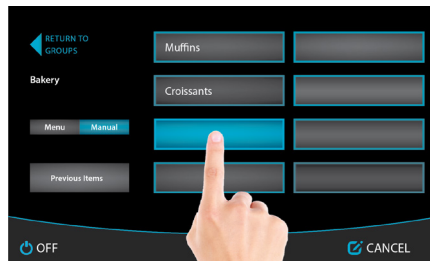 RETURN TO
GROUPS
Muffins
Bakery
Croissants
Menu
Manual
Previous Items
OFF
CANCEL